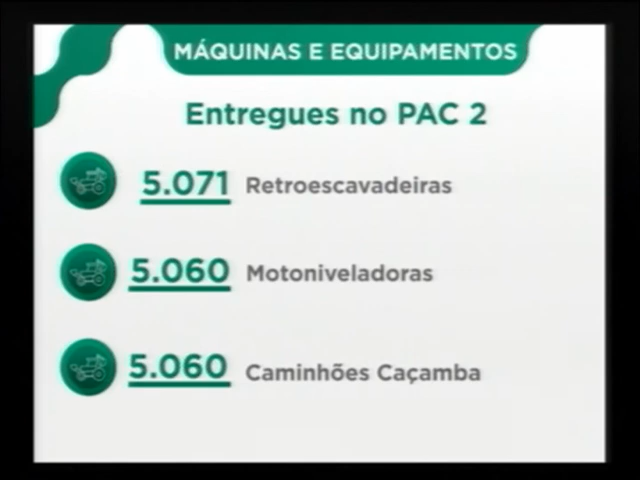 MÁQUINAS E EQUIPAMENTOS
Entregues no PAC 2
5.071 Retroescavadeiras
5.060 Motoniveladoras
5.060 Caminhões Caçamba